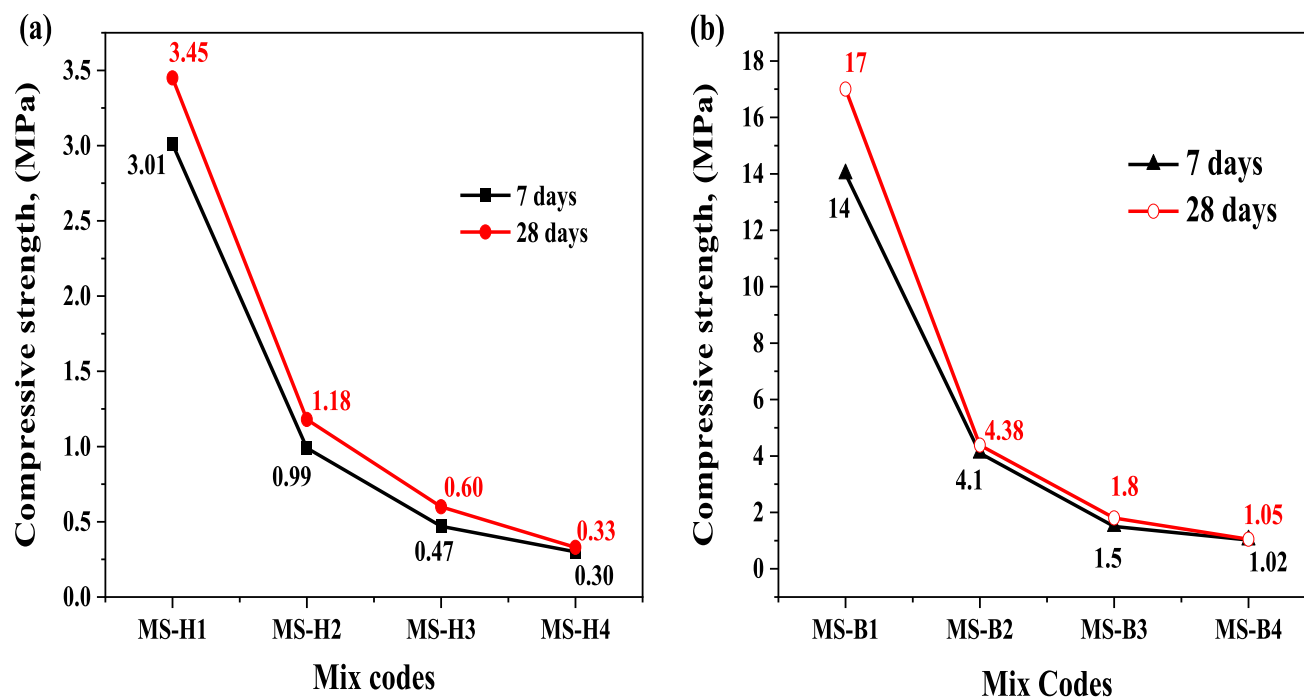 (a)
Compressive strength, (MPa)
3.5
3.0
2.5
2.0
1.5
1.0
0.5
0.0
3.45
3.01
7 days
28 days
1.18
0.99
0.60
0.47
0.33
0.30
MS-H1 MS-H2 MS-H3 MS-H4
Mix codes
(b)
Compressive strength, (MPa)
18
16
14
12
10
8
6
4
2
0
17
14
7 days
28 days
4.38
4.1
1.8
1.5
1.05
1.02
MS-B1 MS-B2 MS-B3 MS-B4
Mix Codes